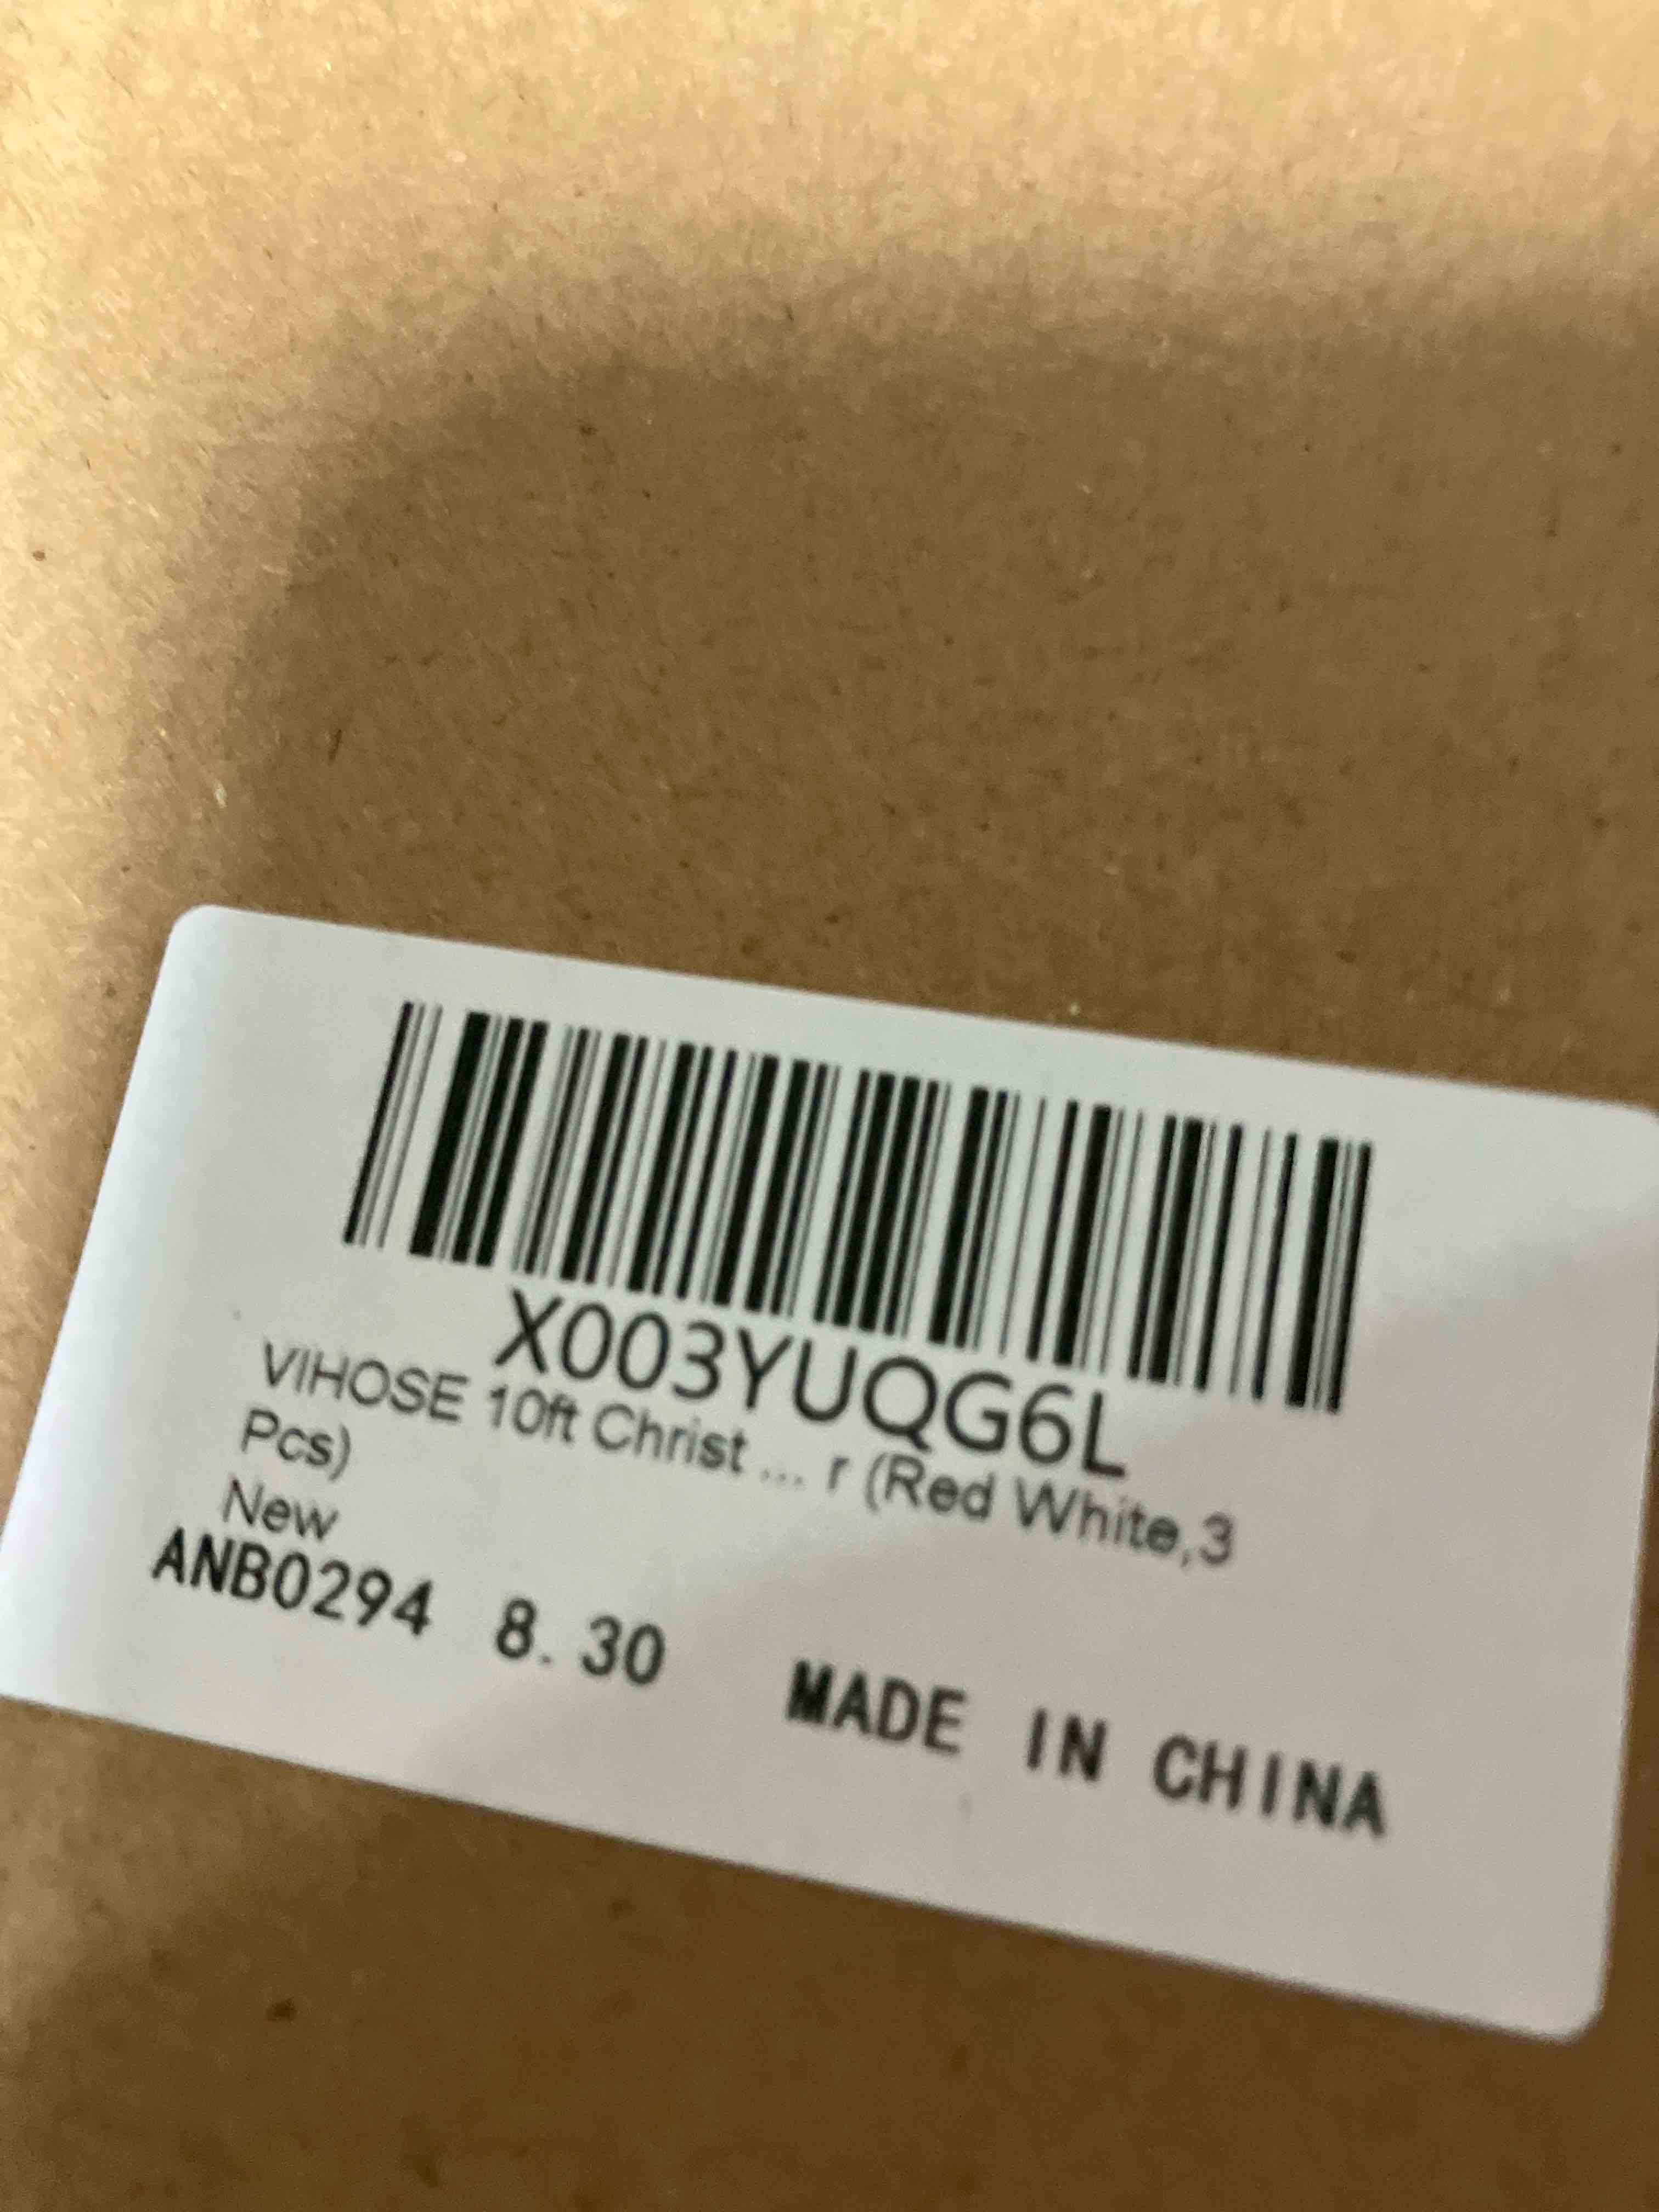 X003YUQG6L
VIHOSE 10ft Christ ... r (Red White,3
Pcs)
New
ANB0294 8.30 MADE IN CHINA